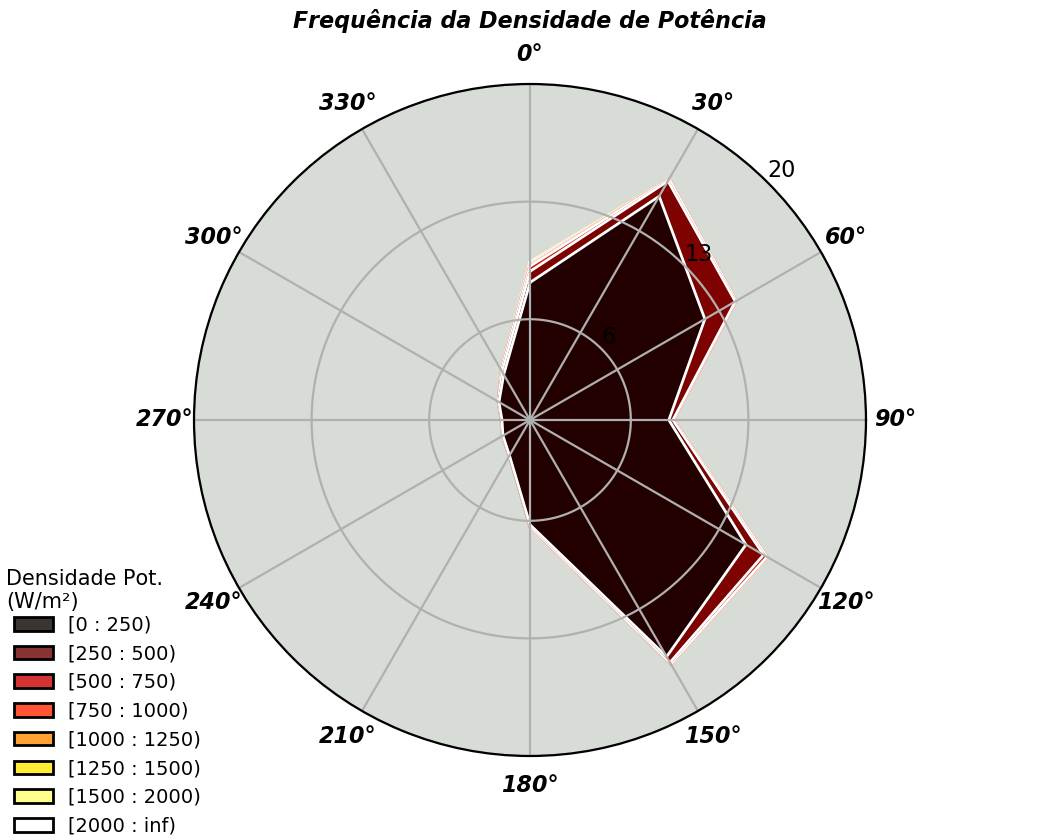 Frequência da Densidade de Potência
0°
330°
30°
20
300°
60°
13
6
270°
90°
240°
120°
210°
150°
180°
Densidade Pot.
(W/m²)
[0 : 250)
[250 : 500)
[500 : 750)
[750 : 1000)
[1000 : 1250)
[1250 : 1500)
[1500 : 2000)
[2000 : inf)